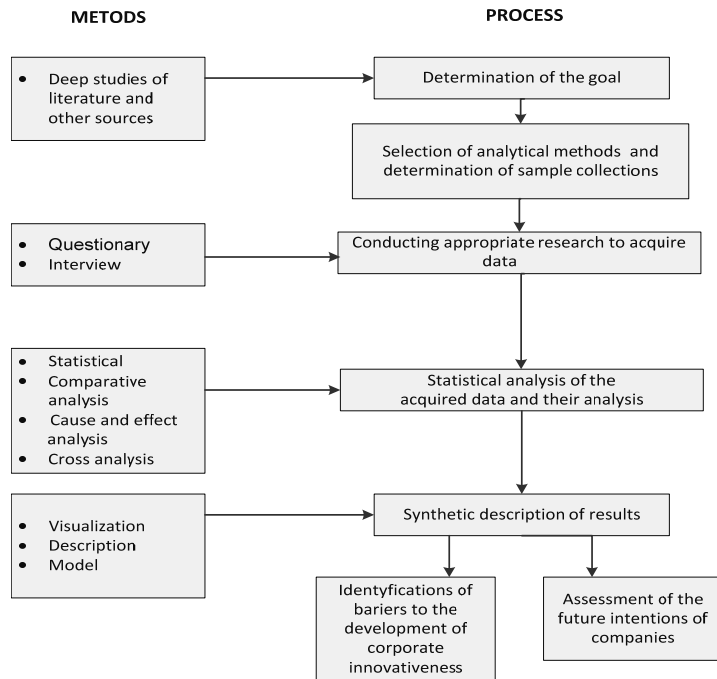 METODS
PROCESS
• Deep studies of
literature and
other sources
Determination of the goal
Selection of analytical methods and
determination of sample collections
• Questionary
• Interview
Conducting appropriate research to acquire
data
• Statistical
• Comparative
analysis
• Cause and effect
analysis
• Cross analysis
Statistical analysis of the
acquired data and their analysis
• Visualization
• Description
• Model
Synthetic description of results
Identyfications of
bariers to the
development of
corporate
innovativeness
Assessment of the
future intentions of
companies